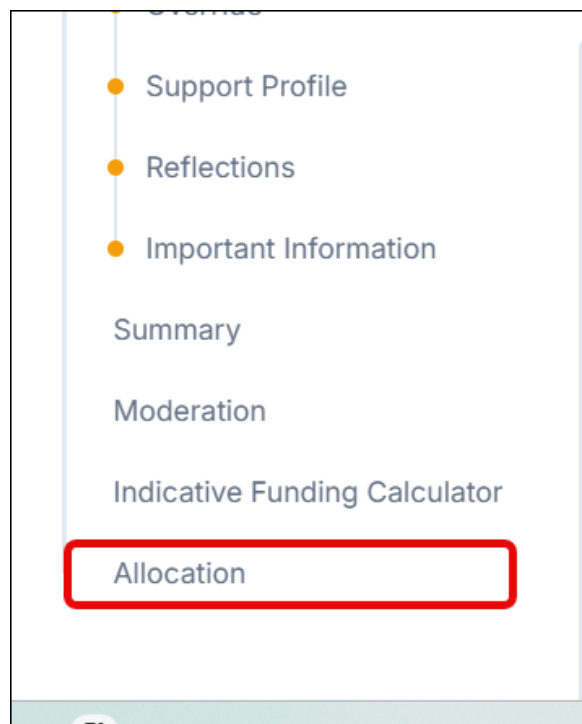 Support Profile
Reflections
Important Information
Summary
Moderation
Indicative Funding Calculator
Allocation